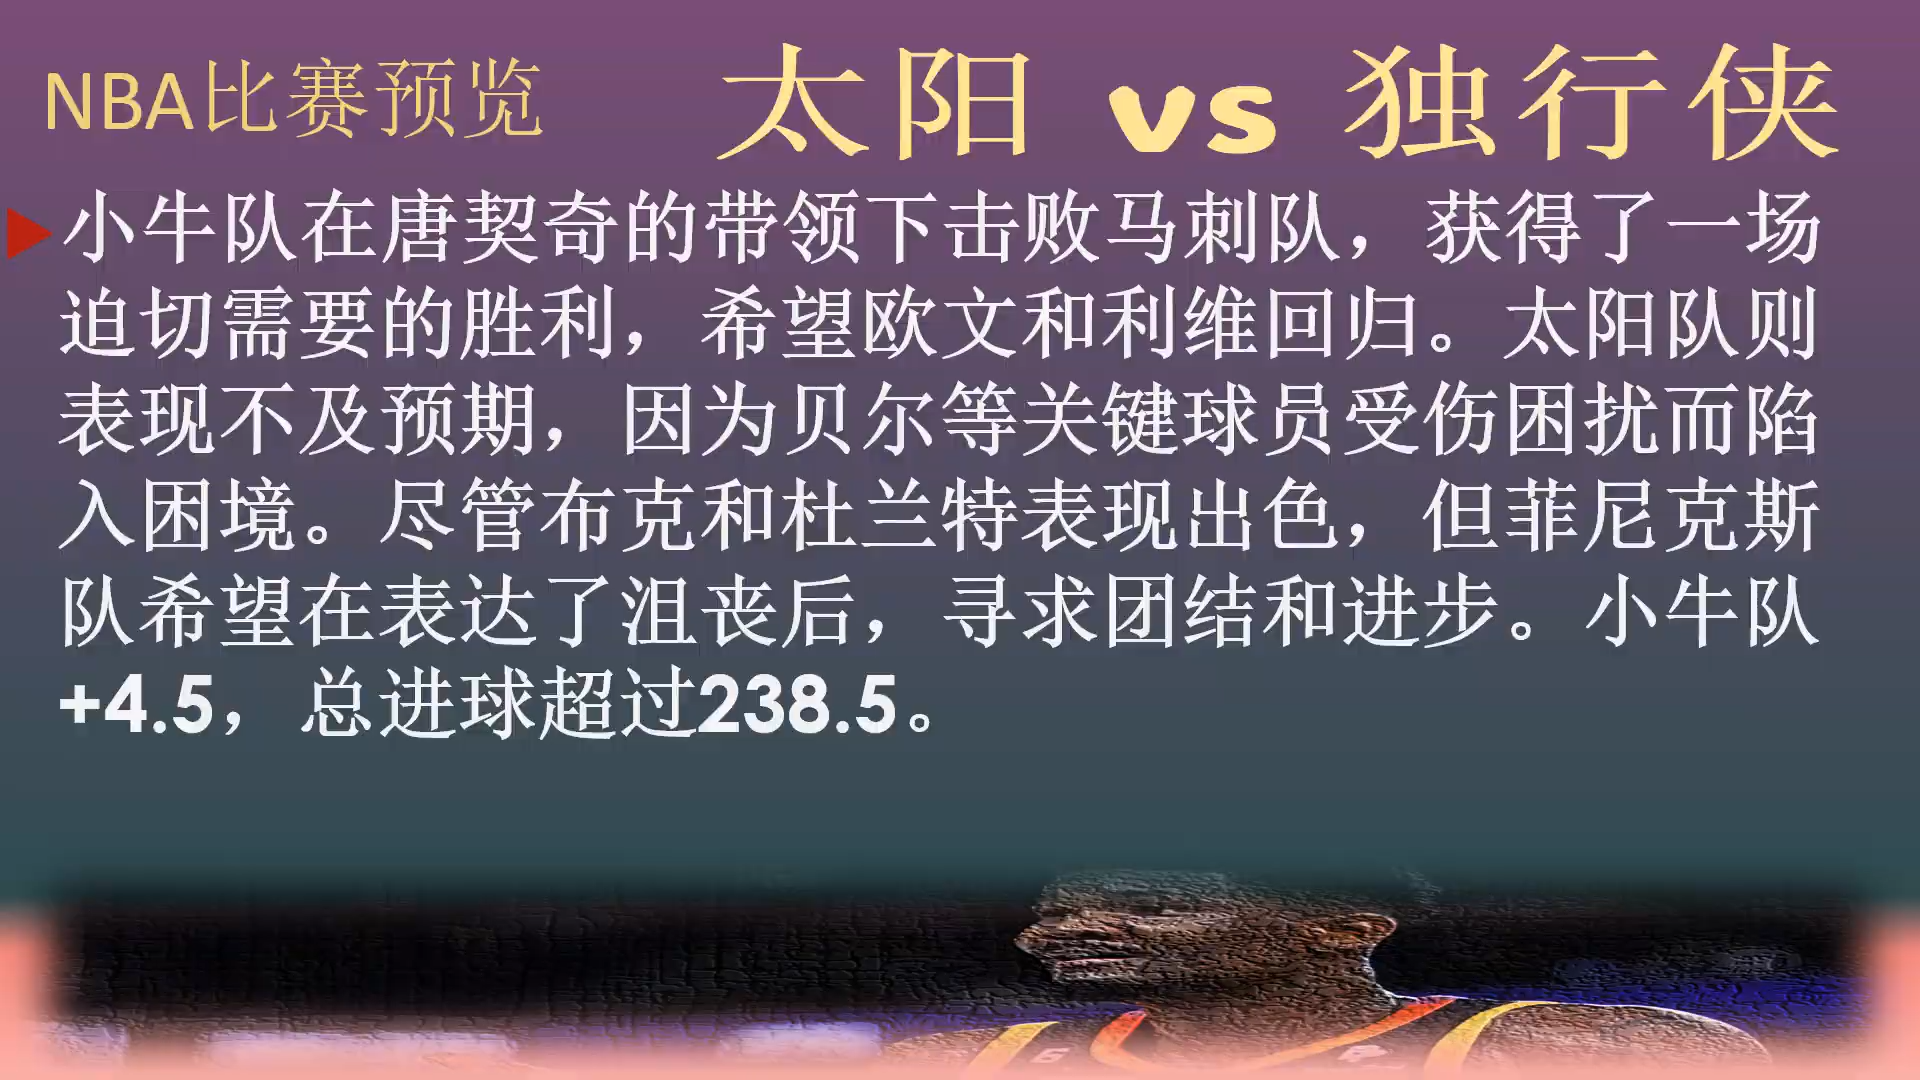 NBA比赛预览
太阳 vs 独行侠
小牛队在唐契奇的带领下击败马刺队，获得了一场
迫切需要的胜利，希望欧文和利维回归。太阳队则
表现不及预期，因为贝尔等关键球员受伤困扰而陷
入困境。尽管布克和杜兰特表现出色，但菲尼克斯
队希望在表达了沮丧后，寻求团结和进步。小牛队
+4.5，总进球超过238.5。